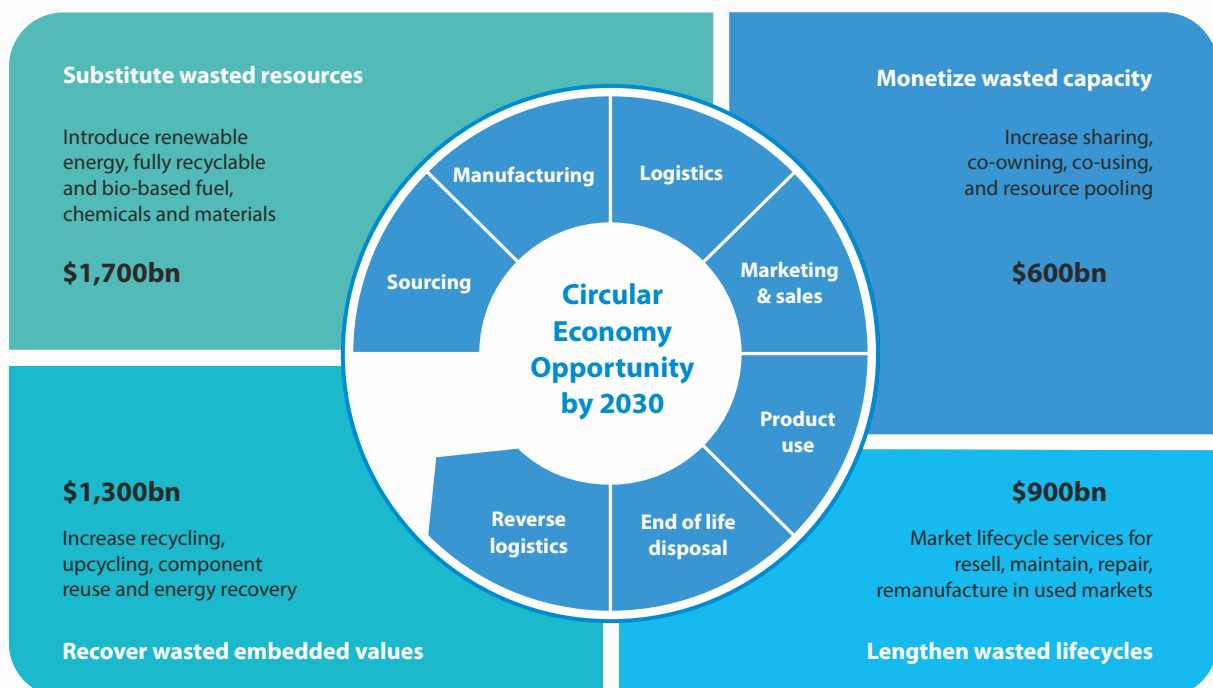 Substitute wasted resources
Introduce renewable
energy, fully recyclable
and bio-based fuel,
chemicals and materials
$1,700bn
Monetize wasted capacity
Increase sharing,
co-owning, co-using,
and resource pooling
$600bn
Sourcing
Manufacturing
Logistics
Marketing
& sales
Product
use
End of life
disposal
Reverse
logistics
Circular
Economy
Opportunity
by 2030
$1,300bn
Increase recycling,
upcycling, component
reuse and energy recovery
Recover wasted embedded values
$900bn
Market lifecycle services for
resell, maintain, repair,
remanufacture in used markets
Lengthen wasted lifecycles